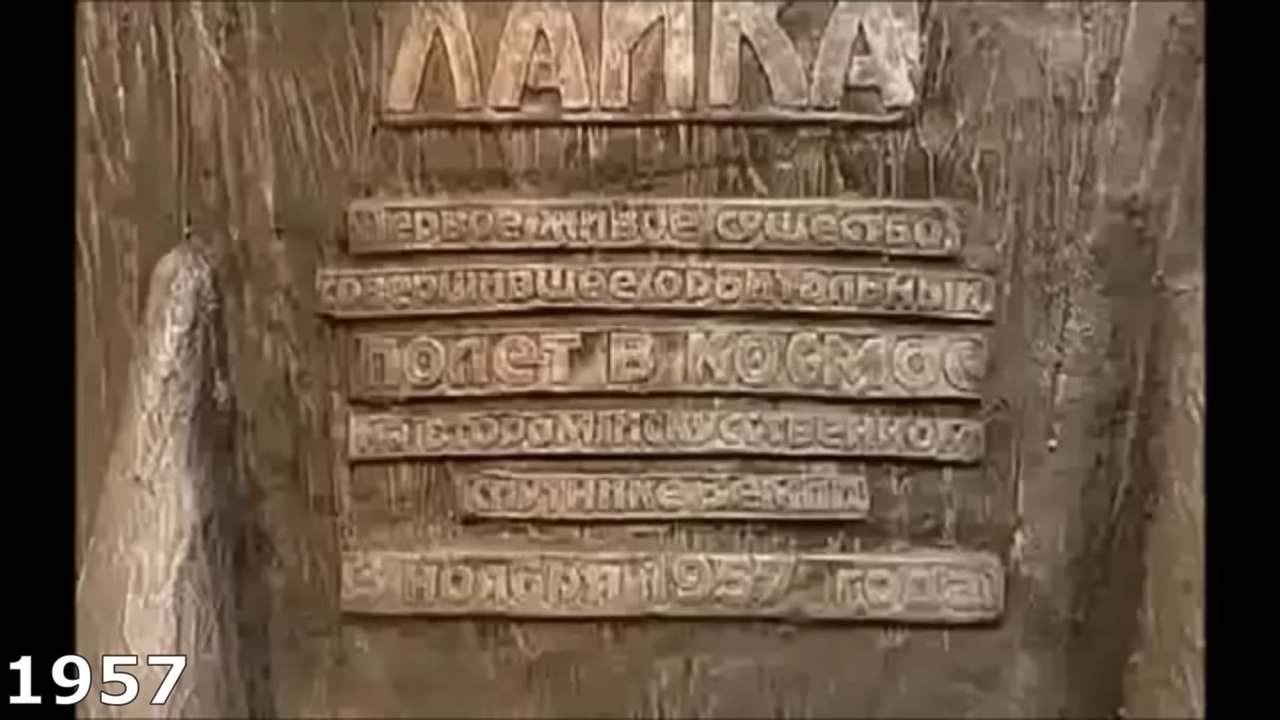 ЛАЙКА
Первое живое существо,
совершившее орбитальный
полет в космос
на втором искусственном
спутнике Земли
3 ноября 1957 года
1957